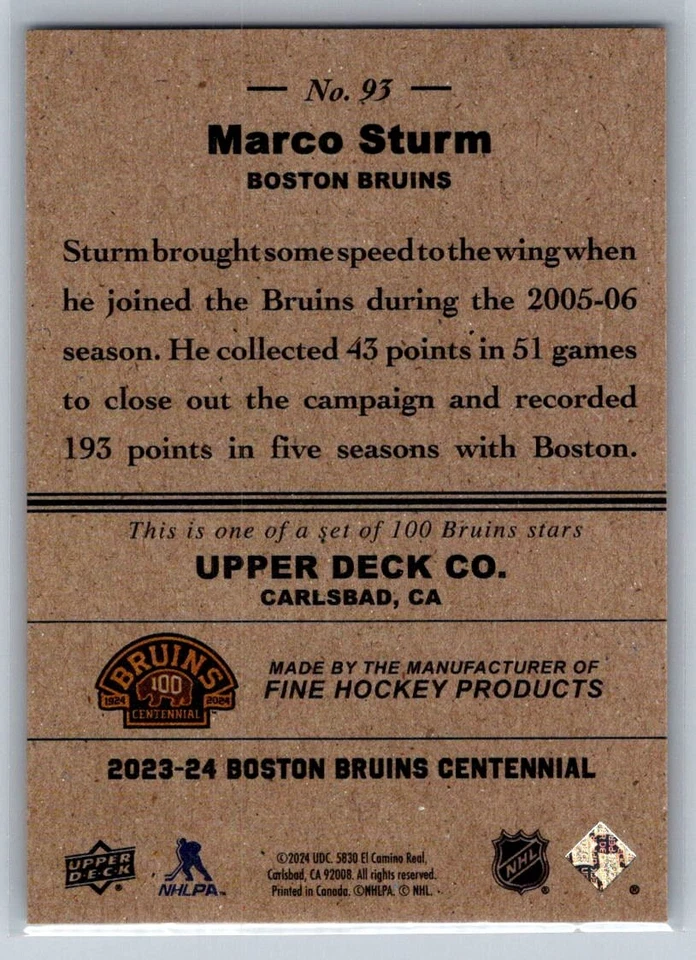 No. 93
Marco Sturm
BOSTON BRUINS
Sturm brought some speed to the wing when
he joined the Bruins during the 2005-06
season. He collected 43 points in 51 games
to close out the campaign and recorded
193 points in five seasons with Boston.
This is one of a set of 100 Bruins stars
UPPER DECK CO.
CARLSBAD, CA
BRUINS
100
1924 2024
CENTENNIAL™
MADE BY THE MANUFACTURER OF
FINE HOCKEY PRODUCTS
2023-24 BOSTON BRUINS CENTENNIAL
UPPER DECK®
NHLPA™
©2024 UDC. 5830 El Camino Real,
Carlsbad, CA 92008. All rights reserved.
Printed in Canada. ©NHLPA. © NHL.
NHL®
®